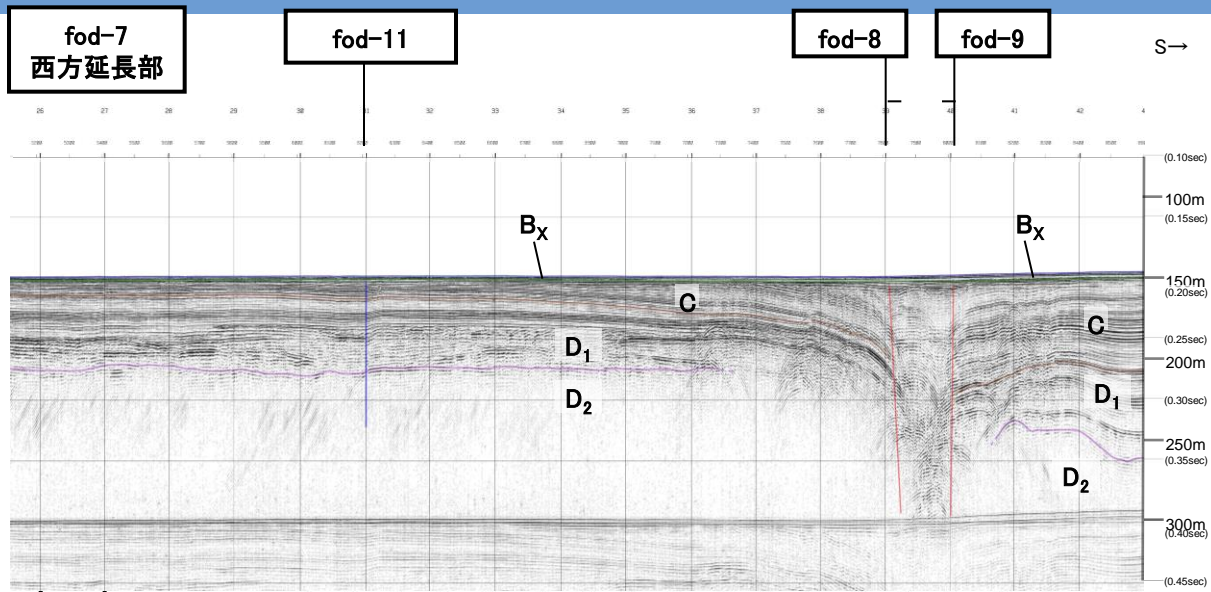 fod-7
西方延長部
fod-11
fod-8
fod-9
S→
26 27 28 29 30 31 32 33 34 35 36 37 38 39 40 41 42 4
(0.10sec)
100m
(0.15sec)
BX
BX
150m
(0.20sec)
C
C
(0.25sec)
D1
200m
D1
D2
(0.30sec)
250m
(0.35sec)
D2
300m
(0.40sec)
(0.45sec)